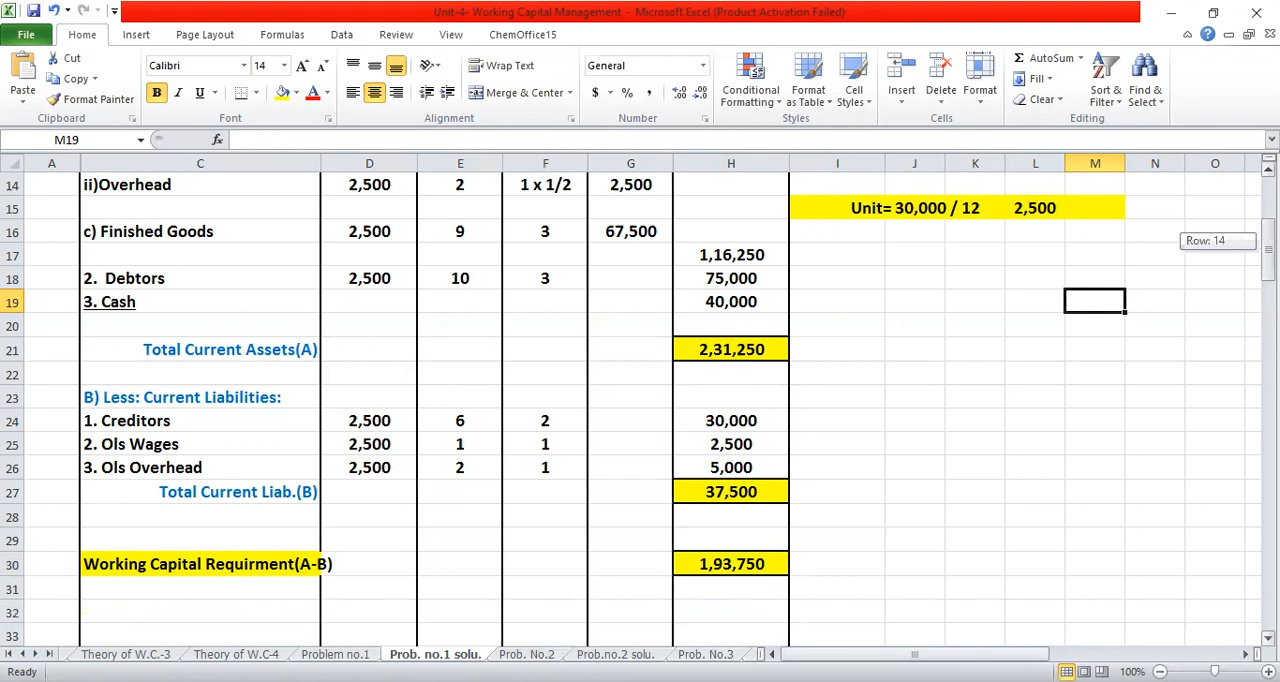 Unit-4- Working Capital Management - Microsoft Excel (Product Activation Failed)
File Home Insert Page Layout Formulas Data Review View ChemOffice15
Paste Cut Copy Format Painter Clipboard
Calibri 14 A A B I U A Font
Wrap Text Merge & Center Alignment
General $ % , .00 .0 Number
Conditional Formatting Format as Table Cell Styles Styles
Insert Delete Format Cells
Σ AutoSum Fill Clear Sort & Filter Find & Select Editing
M19 fx
A C D E F G H I J K L M N O
14 ii)Overhead 2,500 2 1 x 1/2 2,500
15 Unit= 30,000 / 12 2,500
16 c) Finished Goods 2,500 9 3 67,500
Row: 14
17 1,16,250
18 2. Debtors 2,500 10 3 75,000
19 3. Cash 40,000
20
21 Total Current Assets(A) 2,31,250
22
23 B) Less: Current Liabilities:
24 1. Creditors 2,500 6 2 30,000
25 2. Ols Wages 2,500 1 1 2,500
26 3. Ols Overhead 2,500 2 1 5,000
27 Total Current Liab.(B) 37,500
28
29
30 Working Capital Requirment(A-B) 1,93,750
31
32
33
Theory of W.C.-3 Theory of W.C-4 Problem no.1 Prob. no.1 solu. Prob. No.2 Prob.no.2 solu. Prob. No.3
Ready 100%